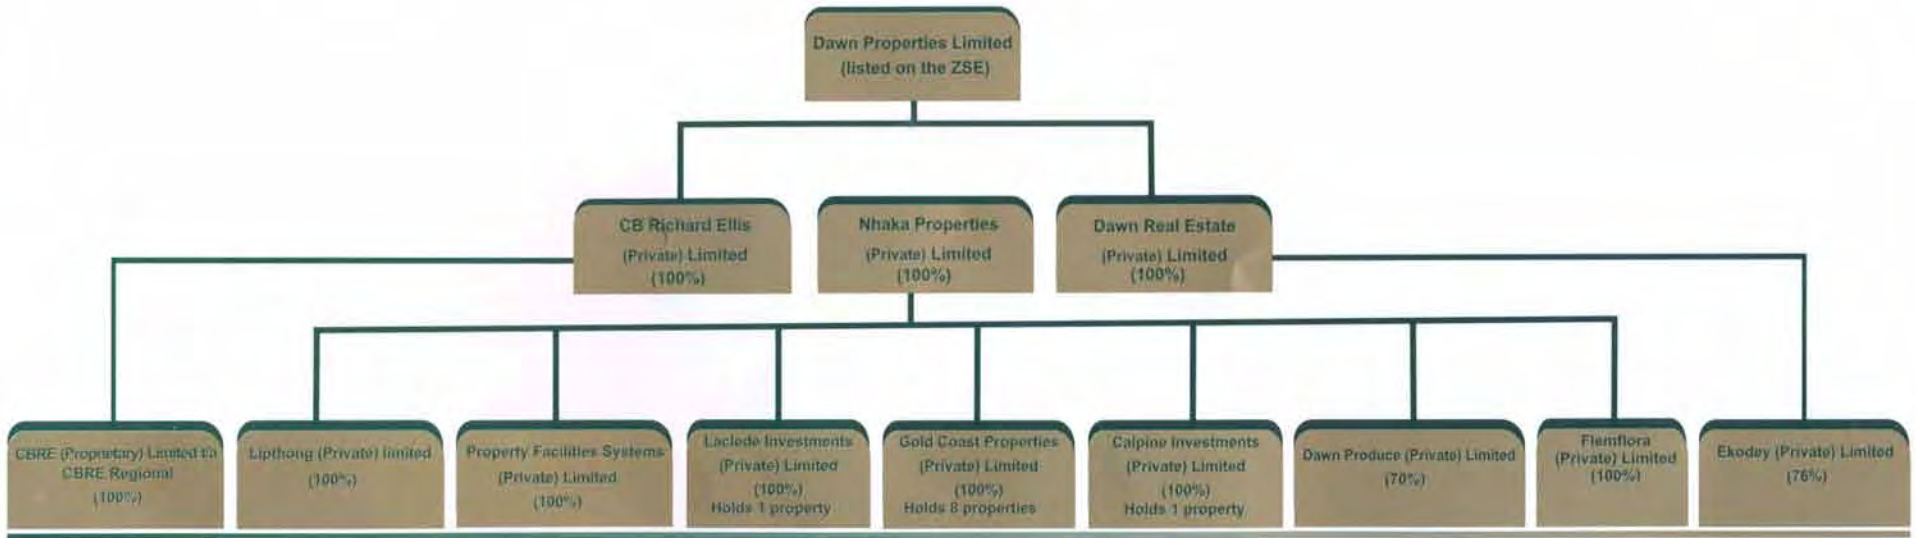 Dawn Properties Limited
(listed on the ZSE)
CB Richard Ellis
(Private) Limited
(100%)
Nhaka Properties
(Private) Limited
(100%)
Dawn Real Estate
(Private) Limited
(100%)
CBRE (Proprietary) Limited t/a
CBRE Regional
(100%)
Lipthong (Private) limited
(100%)
Property Facilities Systems
(Private) Limited
(100%)
Laclede Investments
(Private) Limited
(100%)
Holds 1 property
Gold Coast Properties
(Private) Limited
(100%)
Holds 8 properties
Calpine Investments
(Private) Limited
(100%)
Holds 1 property
Dawn Produce (Private) Limited
(70%)
Flemflora
(Private) Limited
(100%)
Ekodey (Private) Limited
(76%)